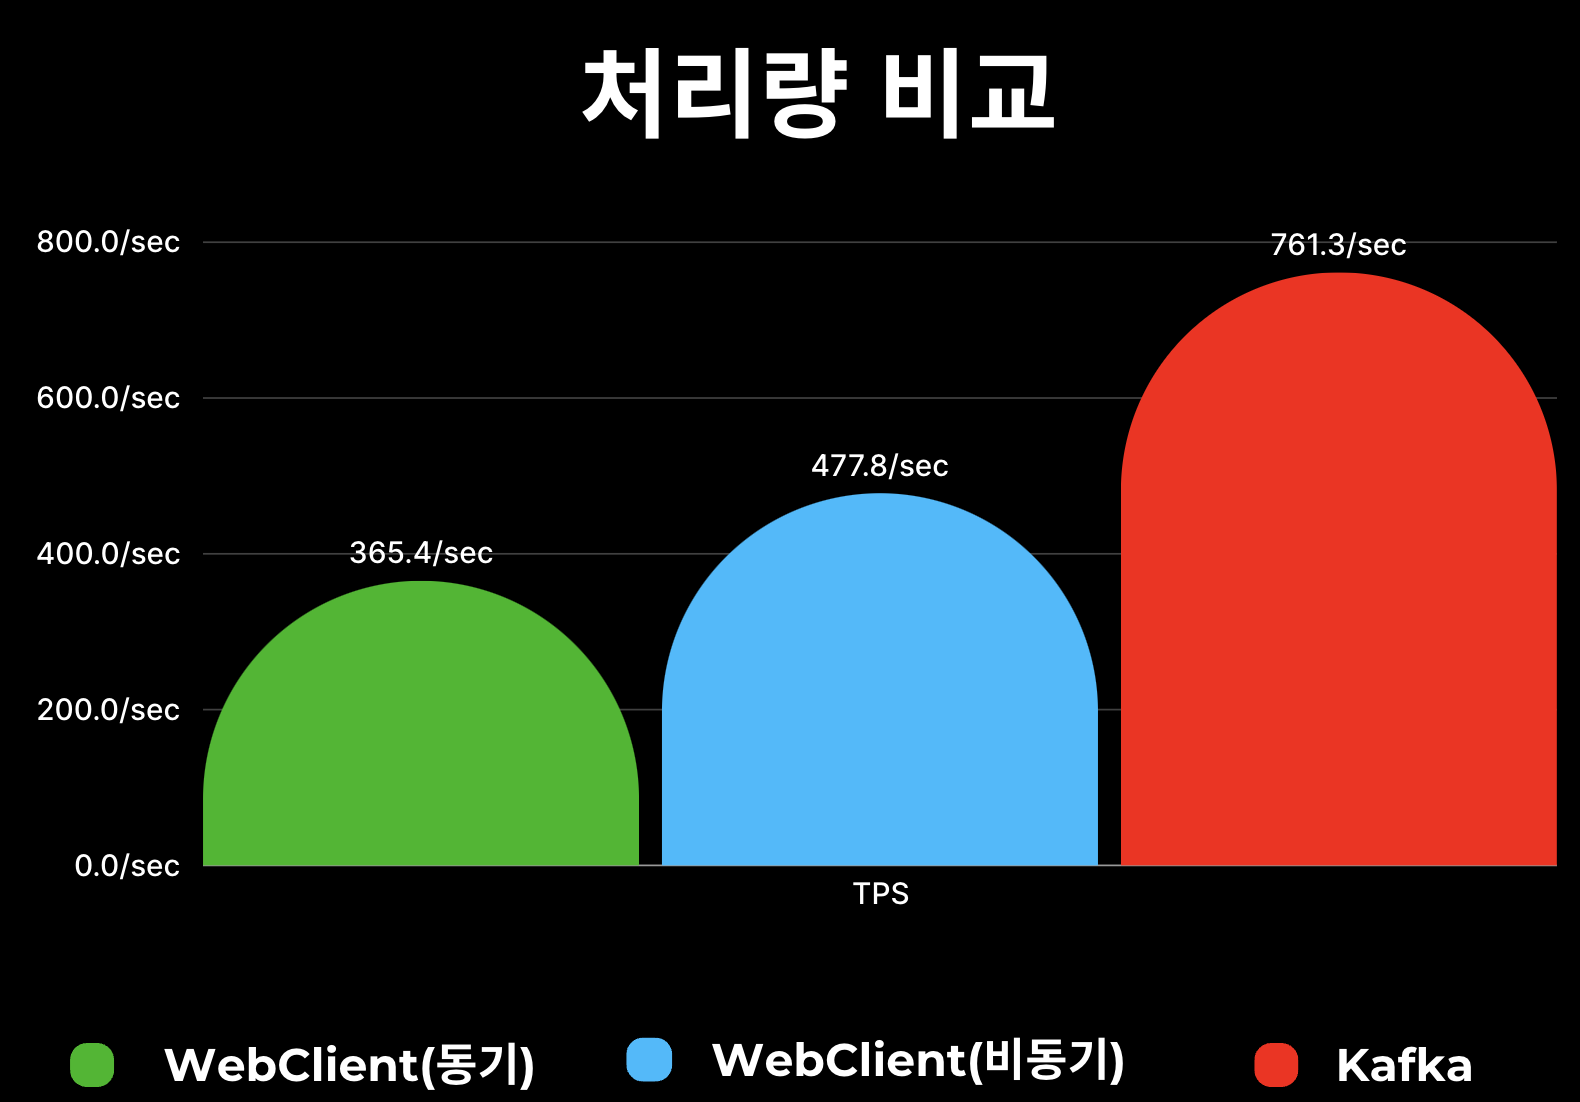 처리량 비교
800.0/sec
761.3/sec
600.0/sec
477.8/sec
400.0/sec
365.4/sec
200.0/sec
0.0/sec
TPS
WebClient(동기)
WebClient(비동기)
Kafka